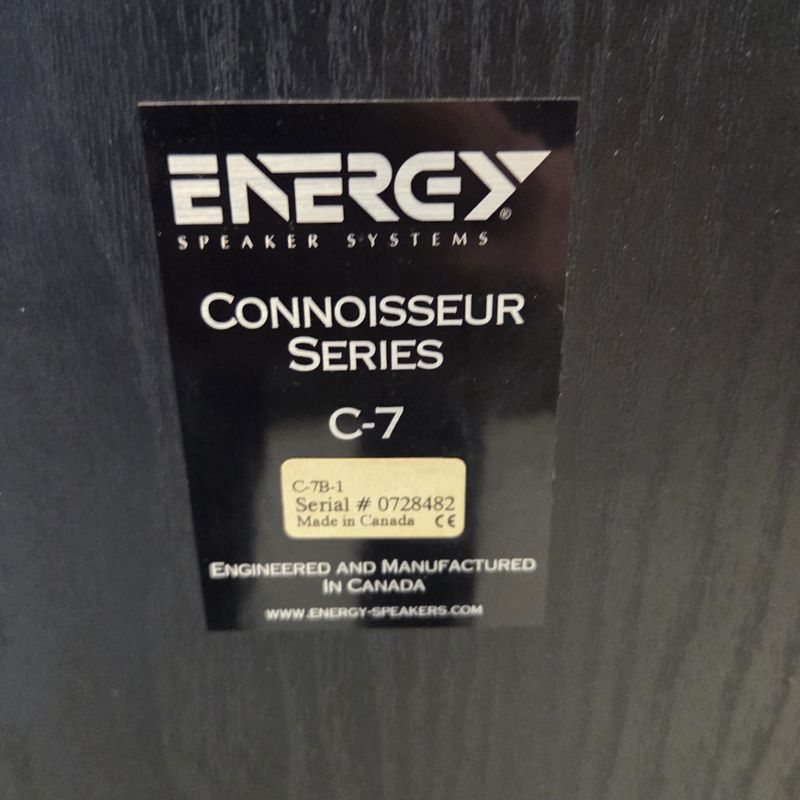 ENERGY®
SPEAKER SYSTEMS
CONNOISSEUR
SERIES
C-7
C-7B-1
Serial # 0728482
Made in Canada CE
ENGINEERED AND MANUFACTURED
IN CANADA
WWW.ENERGY-SPEAKERS.COM